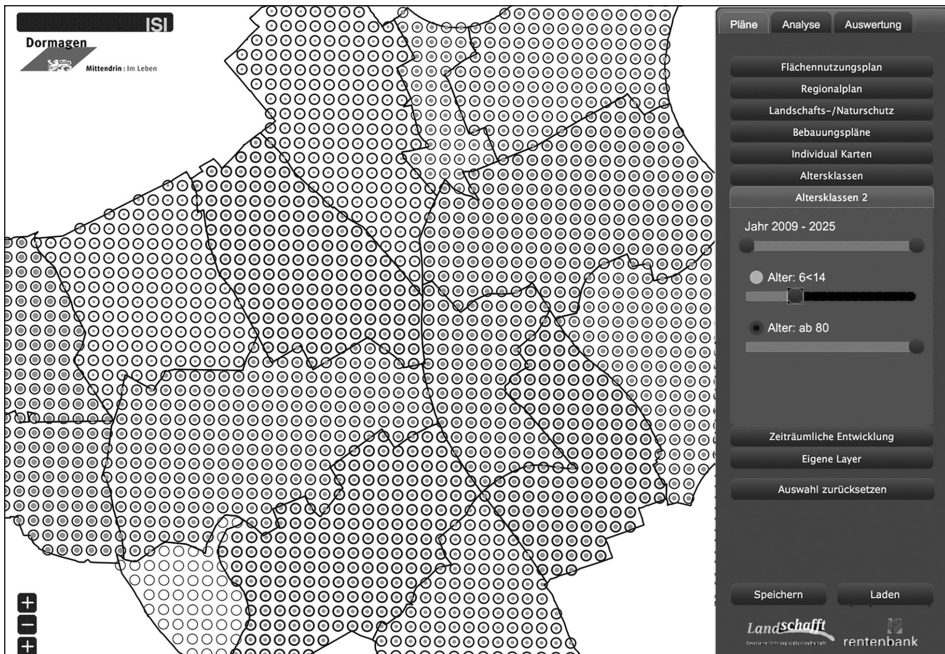 ISI
Dormagen
Mittendrin : Im Leben
Pläne
Analyse
Auswertung
Flächennutzungsplan
Regionalplan
Landschafts-/Naturschutz
Bebauungspläne
Individual Karten
Altersklassen
Altersklassen 2
Jahr 2009 - 2025
Alter: 6<14
Alter: ab 80
Zeiträumliche Entwicklung
Eigene Layer
Auswahl zurücksetzen
Speichern
Laden
Landschafft
rentenbank